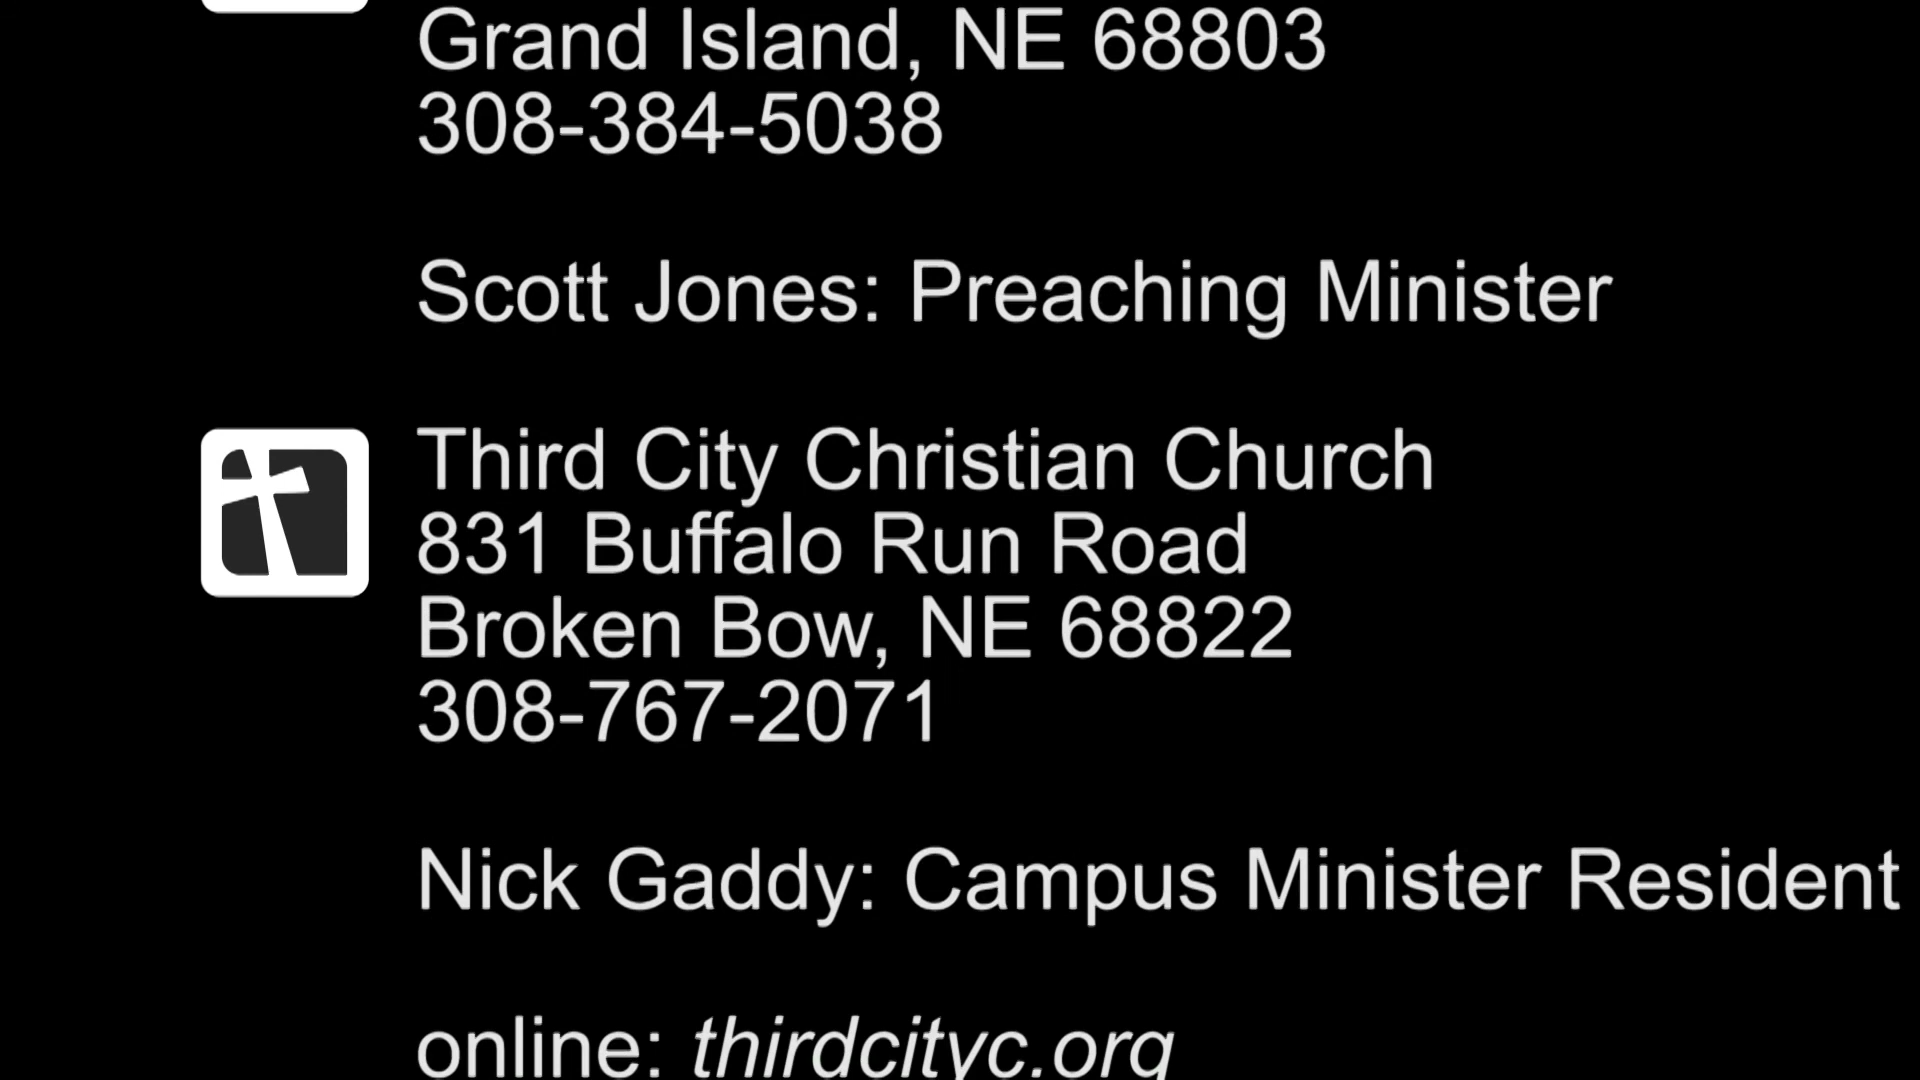 Grand Island, NE 68803
308-384-5038
Scott Jones: Preaching Minister
Third City Christian Church
831 Buffalo Run Road
Broken Bow, NE 68822
308-767-2071
Nick Gaddy: Campus Minister Resident
online: thirdcityc.org